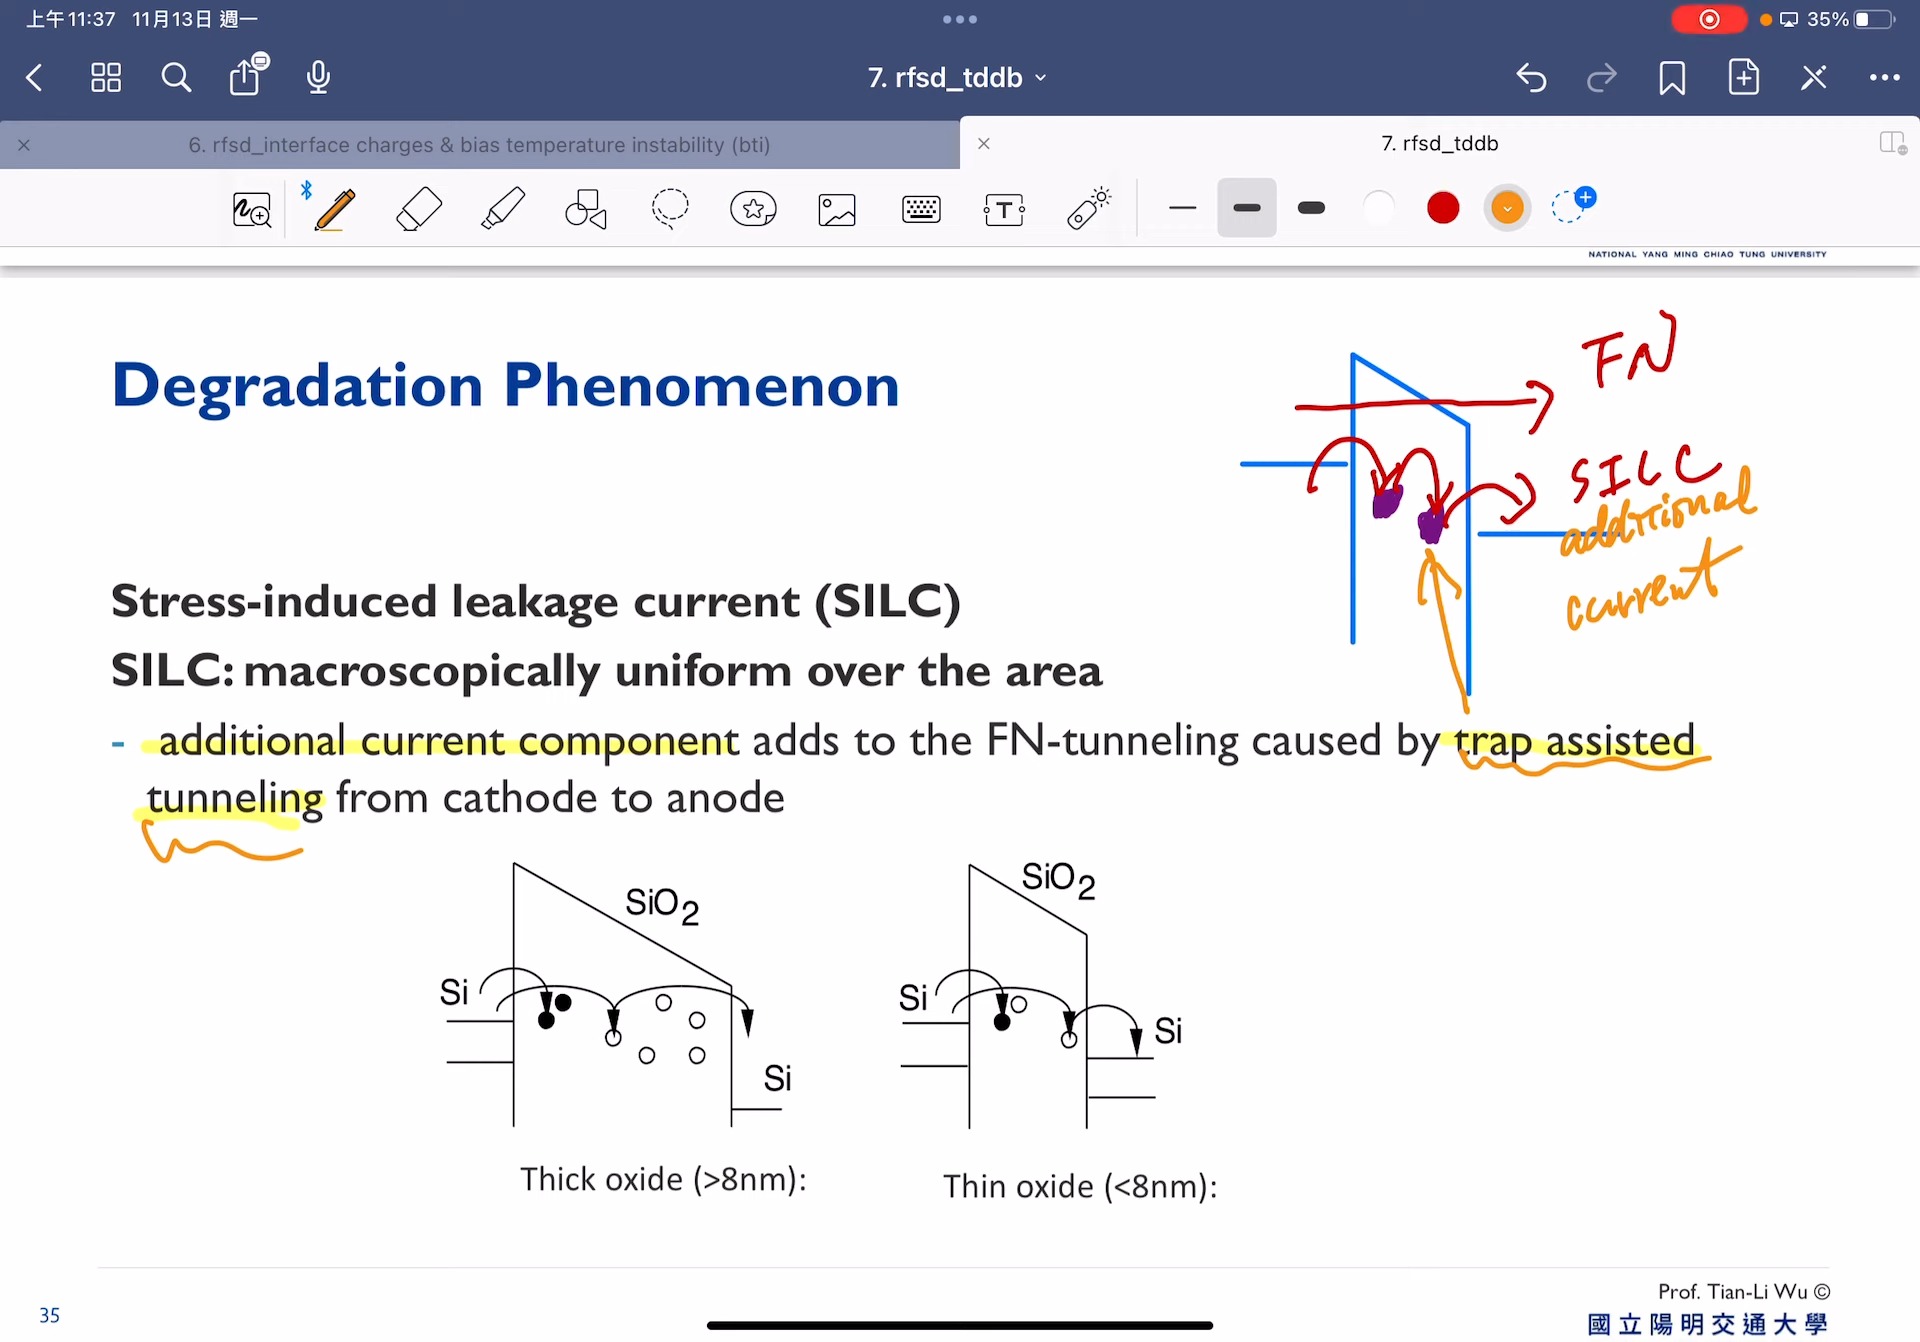 上午11:37 11月13日 週一
35%
7. rfsd_tddb
6. rfsd_interface charges & bias temperature instability (bti)
7. rfsd_tddb
T
NATIONAL YANG MING CHIAO TUNG UNIVERSITY
FN
Degradation Phenomenon
SILC
additional
current
Stress-induced leakage current (SILC)
SILC: macroscopically uniform over the area
- additional current component adds to the FN-tunneling caused by trap assisted
tunneling from cathode to anode
SiO2
Si
Si
Thick oxide (>8nm):
SiO2
Si
Si
Thin oxide (<8nm):
Prof. Tian-Li Wu ©
35
國立陽明交通大學